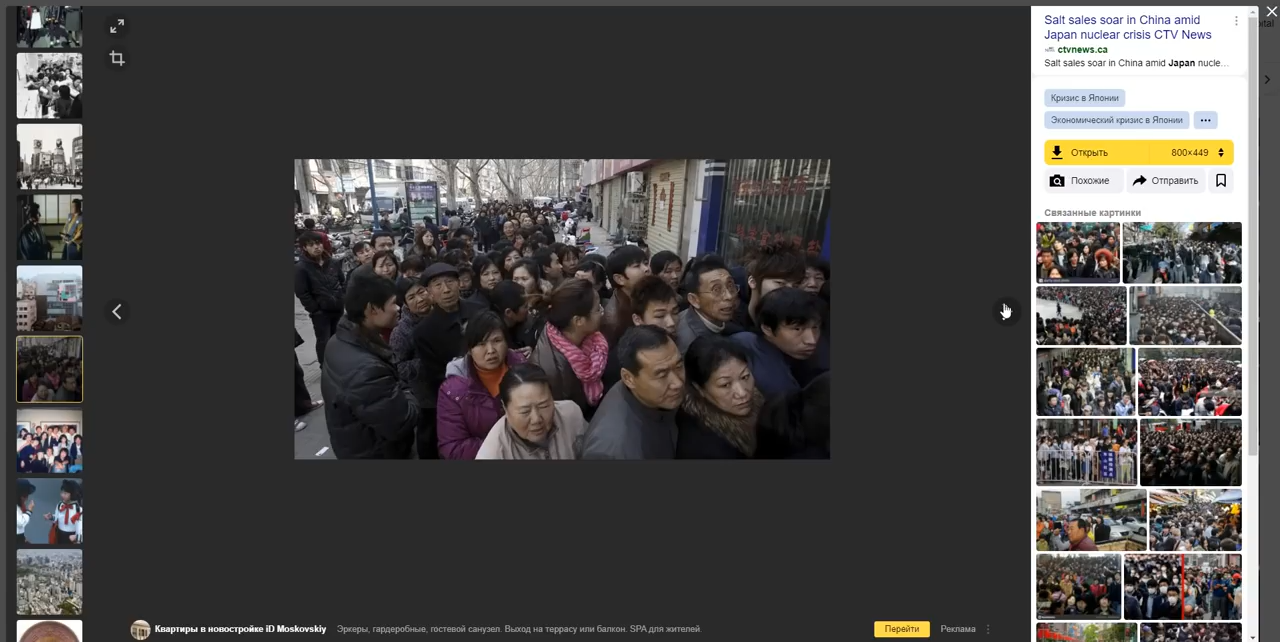 Salt sales soar in China amid
Japan nuclear crisis CTV News
ctvnews.ca
Salt sales soar in China amid Japan nucle...
Кризис в Японии
Экономический кризис в Японии
Открыть 800×449
Похожие Отправить
Связанные картинки
Квартиры в новостройке iD Moskovskiy Эркеры, гардеробные, гостевой санузел. Выход на террасу или балкон. SPA для жителей. Перейти Реклама